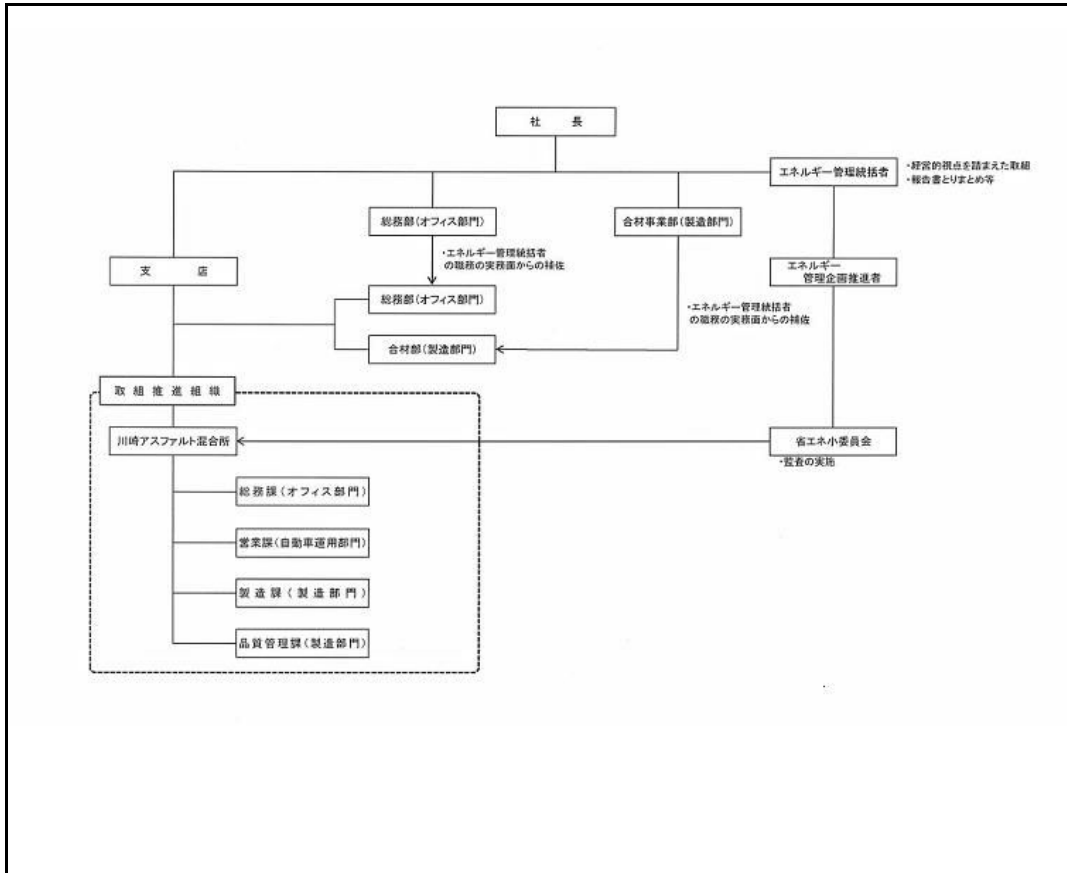 社 長
エネルギー管理統括者
・経営的視点を踏まえた取組
・報告書とりまとめ等
総務部(オフィス部門)
合材事業部(製造部門)
・エネルギー管理統括者
の職務の実務面からの補佐
支 店
エネルギー
管理企画推進者
総務部(オフィス部門)
・エネルギー管理統括者
の職務の実務面からの補佐
合材部(製造部門)
取組推進組織
川崎アスファルト混合所
省エネ小委員会
・監査の実施
総務課(オフィス部門)
営業課(自動車運用部門)
製造課(製造部門)
品質管理課(製造部門)